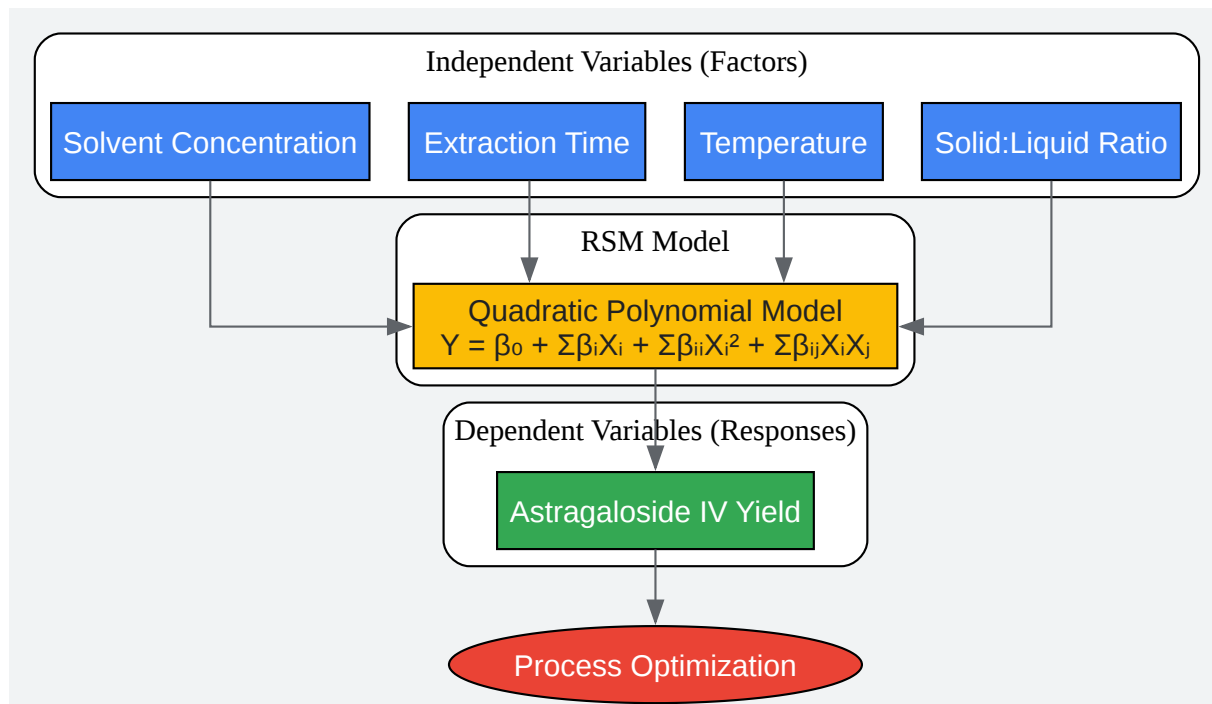 Independent Variables (Factors)
Solvent Concentration
Extraction Time
Temperature
Solid:Liquid Ratio
RSM Model
Quadratic Polynomial Model
Y = β₀ + ΣβᵢXᵢ + ΣβᵢᵢXᵢ² + ΣβᵢⱼXᵢXⱼ
Dependent Variables (Responses)
Astragaloside IV Yield
Process Optimization